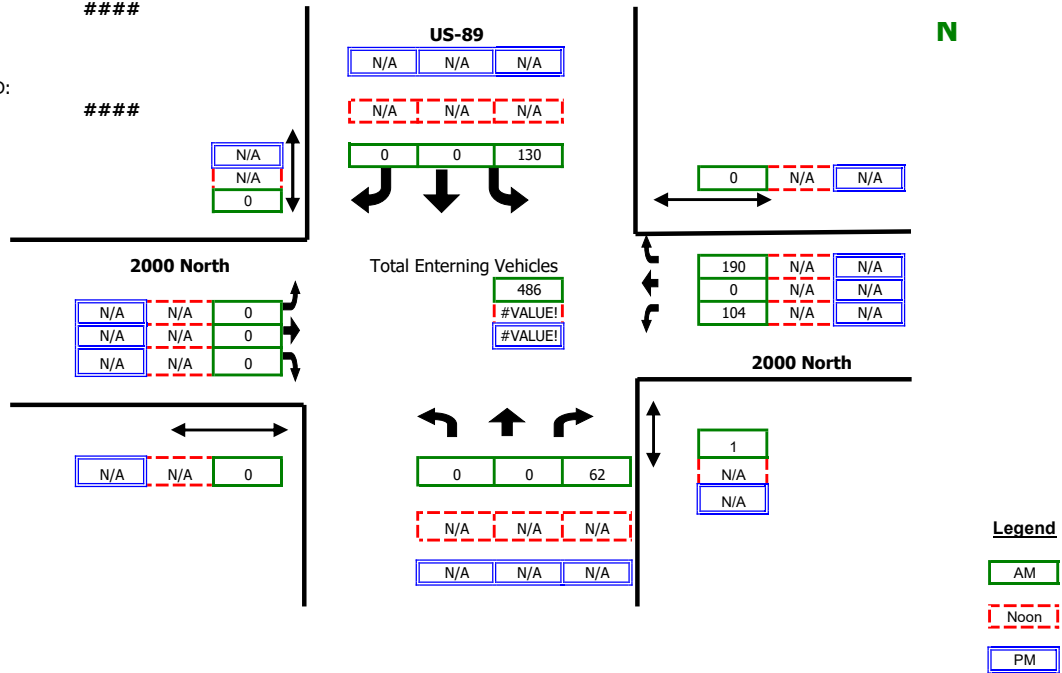 ####
US-89
N
N/A N/A N/A
D:
####
N/A N/A N/A
N/A
0 0 130
N/A
0
0 N/A N/A
2000 North
Total Enterning Vehicles
190 N/A N/A
486
0 N/A N/A
N/A N/A 0
#VALUE!
104 N/A N/A
N/A N/A 0
#VALUE!
N/A N/A 0
2000 North
1
N/A N/A 0
0 0 62
N/A
N/A
N/A N/A N/A
Legend
N/A N/A N/A
AM
Noon
PM